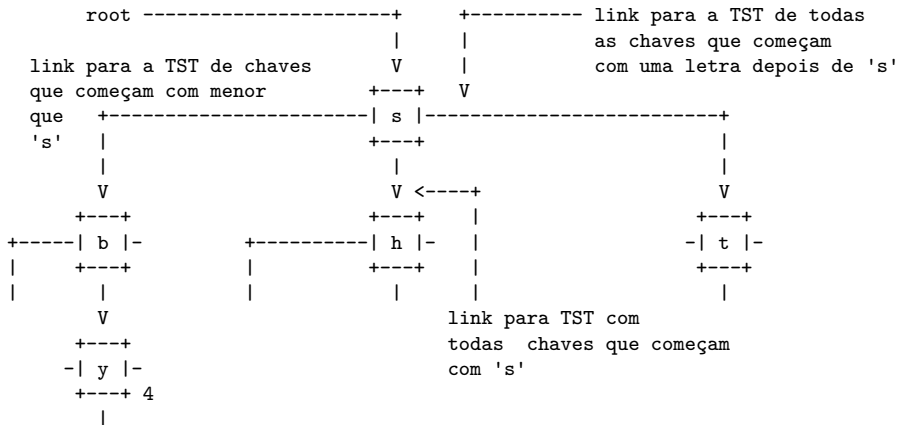 root ---------------------+     +---------- link para a TST de todas
|      |           as chaves que começam
link para a TST de chaves       V     |           com uma letra depois de 's'
que começam com menor         +---+   V
que   +----------------------| s |-------------------------+
's'   |                      +---+                         |
|                        |                           |
V                        V <----+                    V
+---+                    +---+    |                  +---+
+-----| b |-        +----------| h |-   |                 -| t |-
|     +---+         |          +---+    |                  +---+
|       |           |            |      |                    |
V                             link para TST com
+---+                           todas  chaves que começam
-| y |-                          com 's'
+---+ 4
|